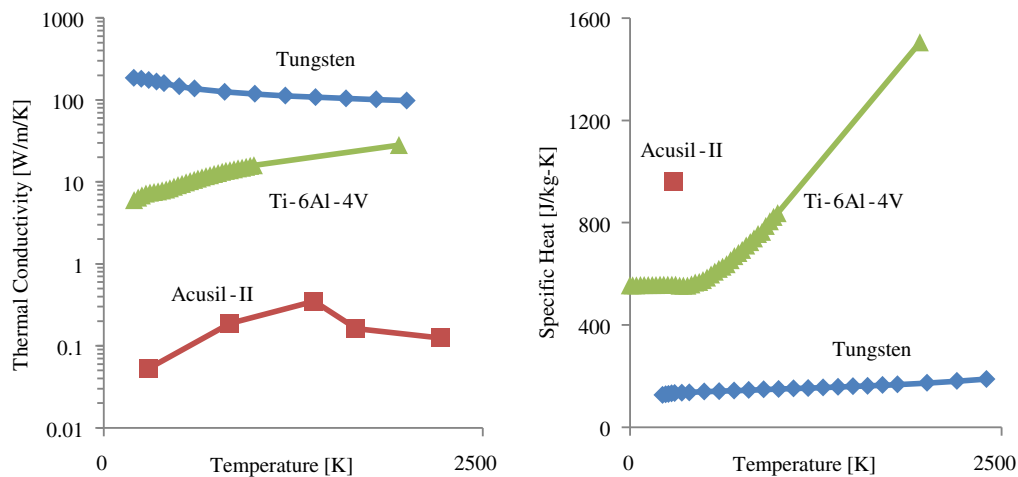 1000
100
10
1
0.1
0.01
Thermal Conductivity [W/m/K]
Tungsten
Ti-6Al-4V
Acusil-II
0
2500
Temperature [K]
1600
1200
800
400
0
Specific Heat [J/kg-K]
Acusil-II
Ti-6Al-4V
Tungsten
0
2500
Temperature [K]